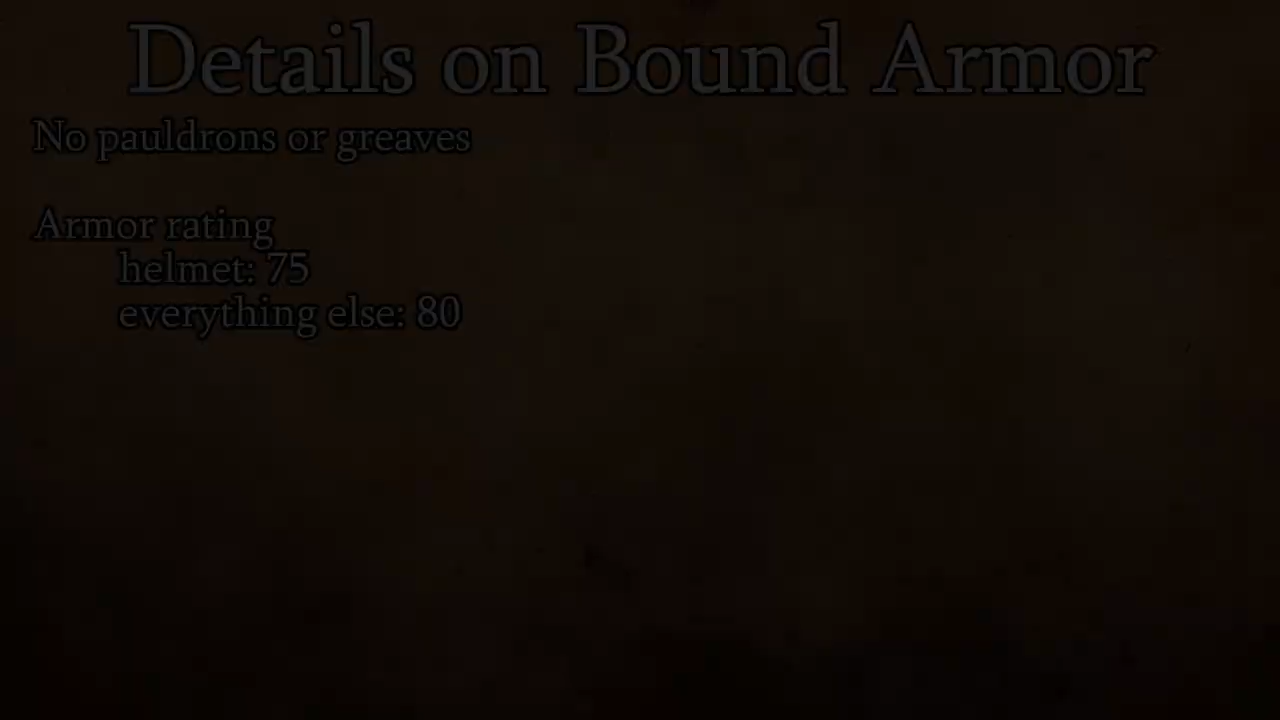 Details on Bound Armor
No pauldrons or greaves
Armor rating
helmet: 75
everything else: 80